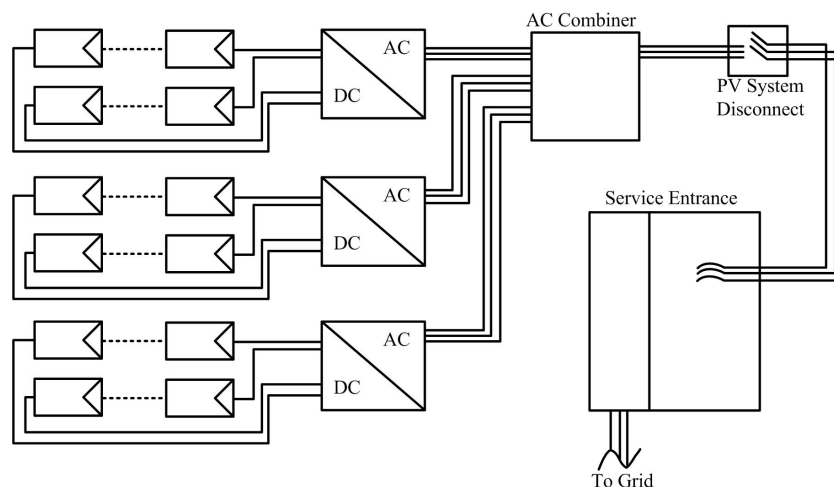 AC Combiner
AC
DC
PV System
Disconnect
AC
DC
Service Entrance
AC
DC
To Grid